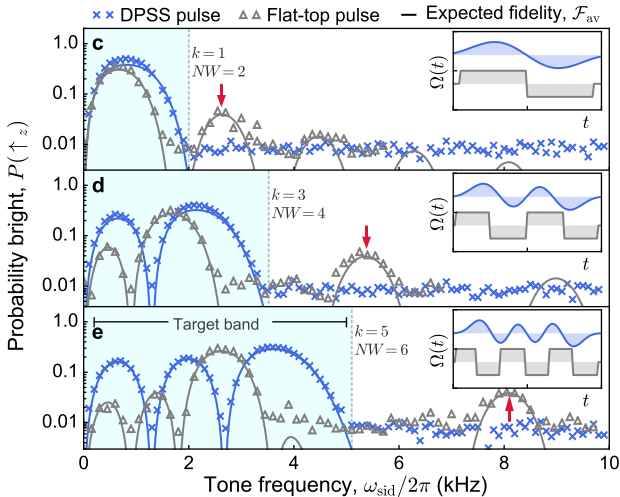 DPSS pulse Flat-top pulse Expected fidelity, 𝓕av
c k = 1
NW = 2
1.0
0.1
0.01
Ω(t)
t
d k = 3
NW = 4
1.0
0.1
0.01
Ω(t)
t
Probability bright, P(↑z)
e Target band k = 5
NW = 6
1.0
0.1
0.01
Ω(t)
t
0 2 4 6 8 10
Tone frequency, ωsid/2π (kHz)